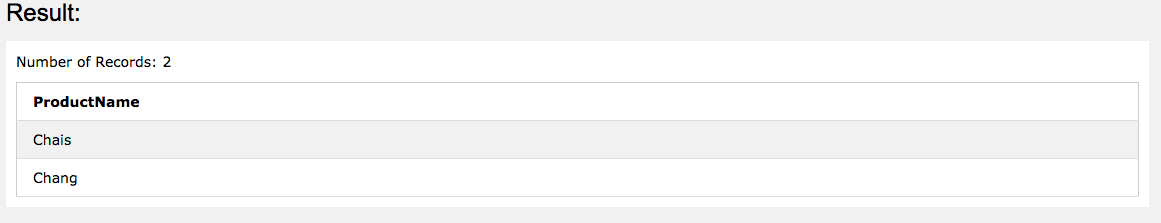 Result:
Number of Records: 2
ProductName
Chais
Chang